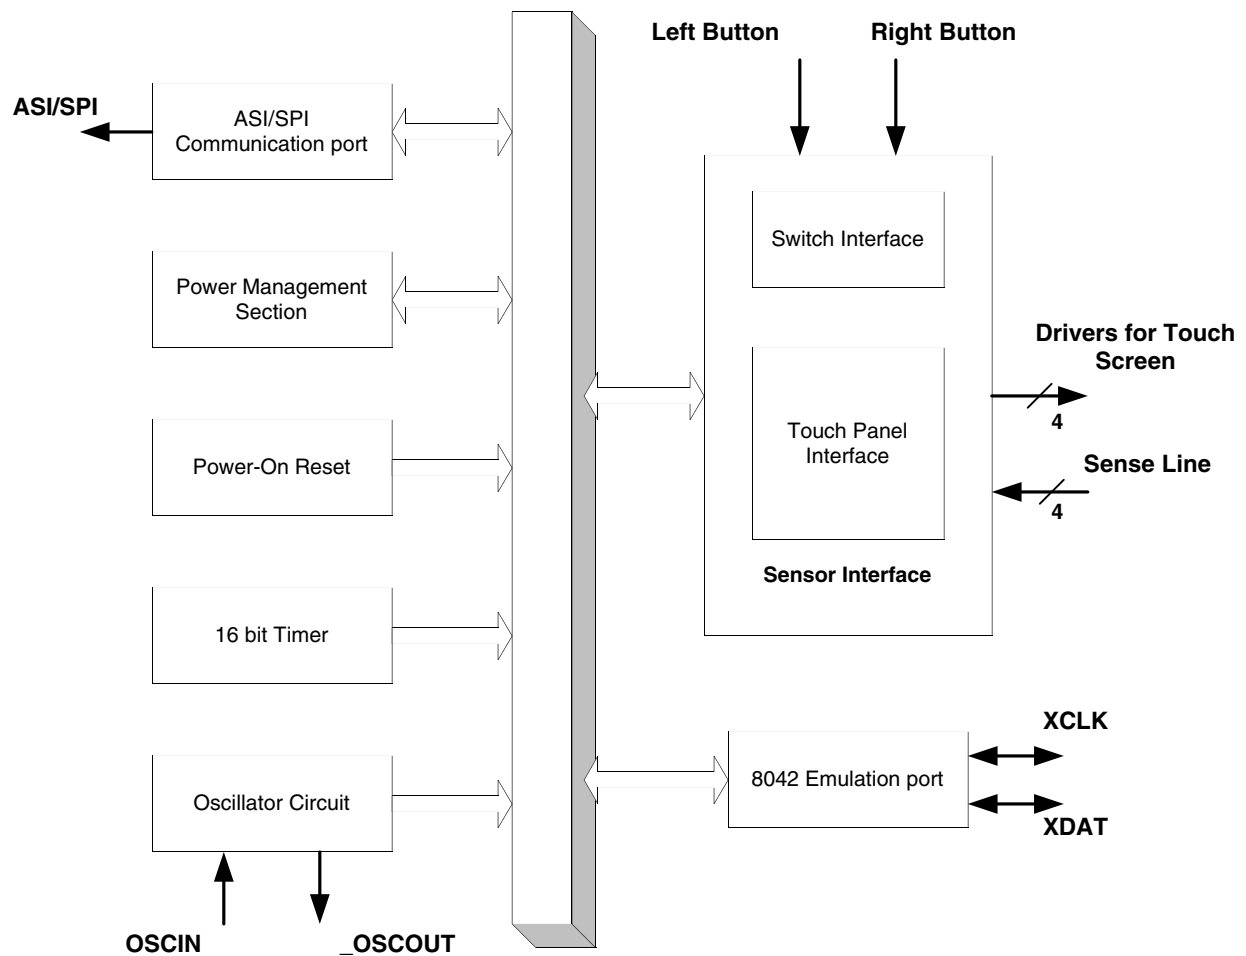 Left Button
Right Button
ASI/SPI
ASI/SPI
Communication port
Switch Interface
Power Management
Section
Drivers for Touch
Screen
4
Touch Panel
Interface
Power-On Reset
Sense Line
4
Sensor Interface
16 bit Timer
XCLK
8042 Emulation port
Oscillator Circuit
XDAT
OSCIN
_OSCOUT